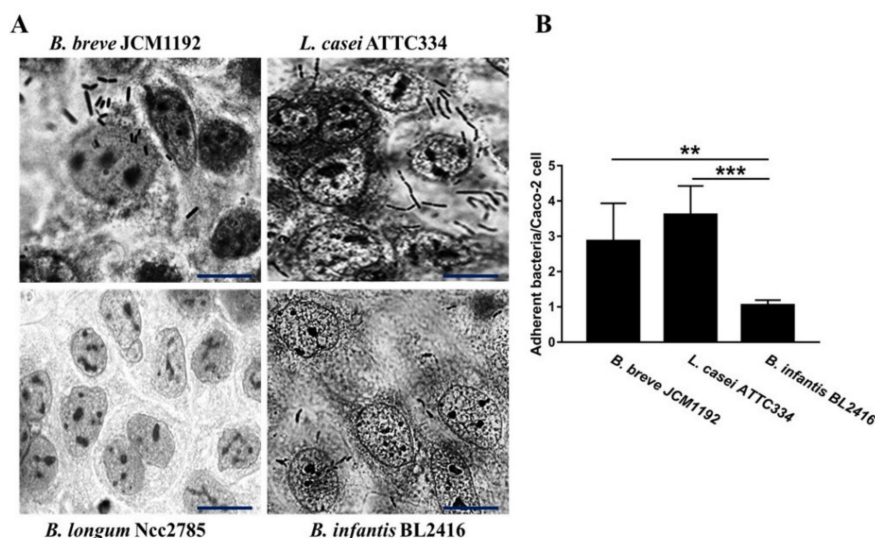 A
B. breve JCM1192
L. casei ATTC334
B. longum Ncc2785
B. infantis BL2416
B
**
***
Adherent bacteria/Caco-2 cell
5
4
3
2
1
0
B. breve JCM1192
L. casei ATTC334
B. infantis BL2416